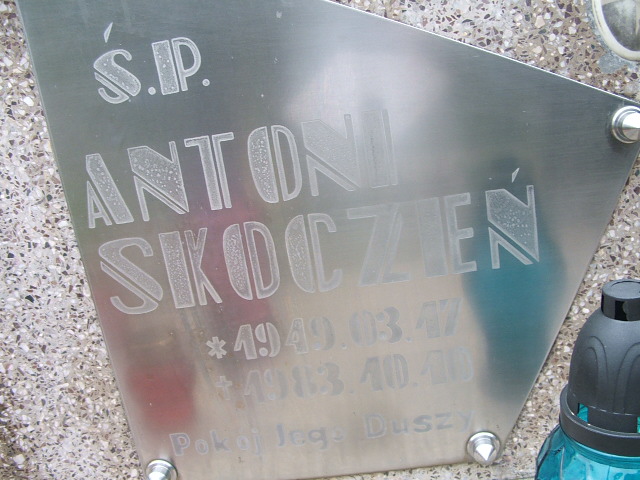 Ś.P.
ANTONI
SKOCZEŃ
*1949.03.17
+1983.10.10
Pokój Jego Duszy